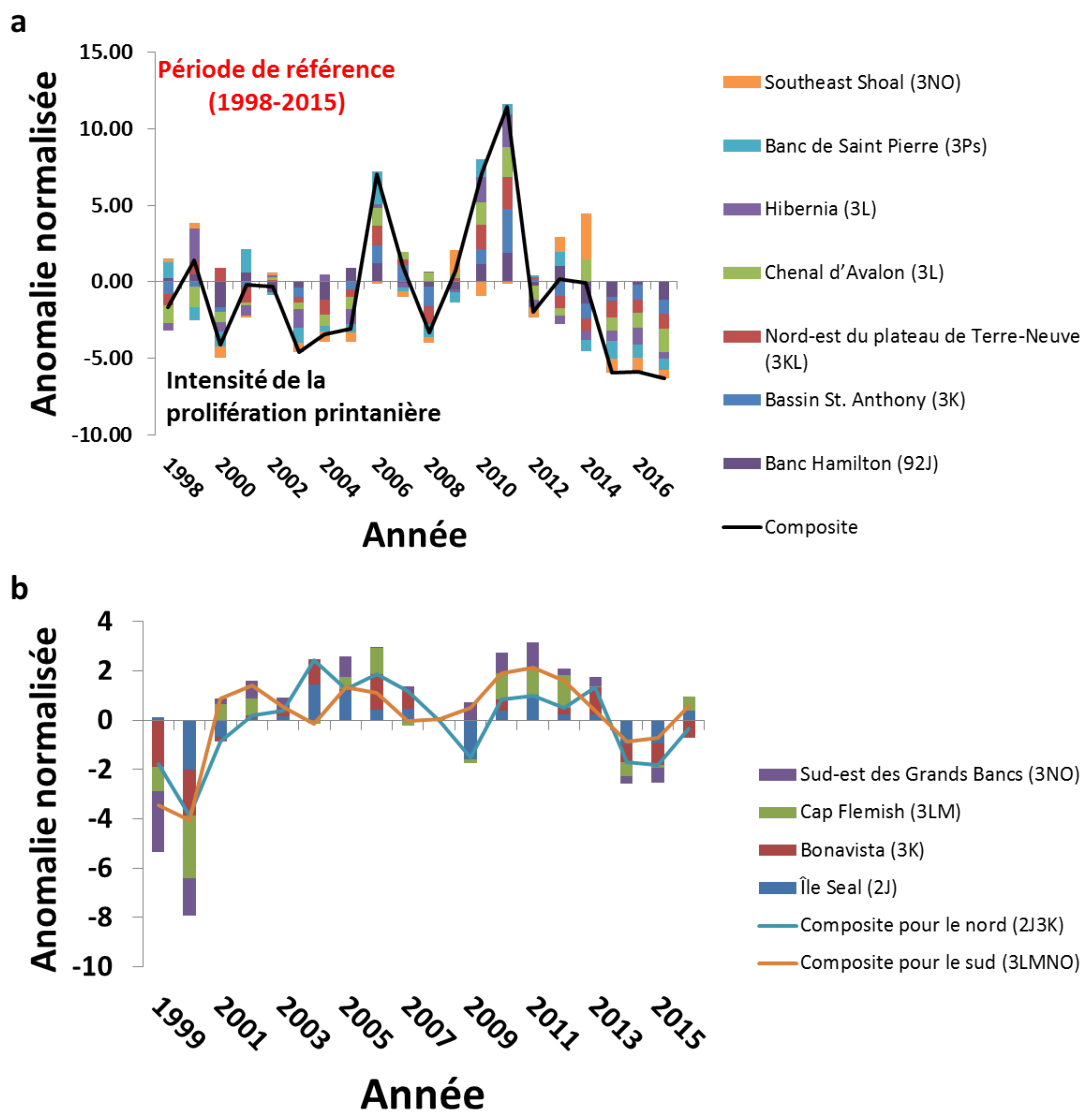 a
Anomalie normalisée
15.00
10.00
5.00
0.00
-5.00
-10.00
Période de référence
(1998-2015)
Intensité de la
prolifération printanière
1998
2000
2002
2004
2006
2008
2010
2012
2014
2016
Année
Southeast Shoal (3NO)
Banc de Saint Pierre (3Ps)
Hibernia (3L)
Chenal d’Avalon (3L)
Nord-est du plateau de Terre-Neuve
(3KL)
Bassin St. Anthony (3K)
Banc Hamilton (92J)
Composite
b
Anomalie normalisée
4
2
0
-2
-4
-6
-8
-10
1999
2001
2003
2005
2007
2009
2011
2013
2015
Année
Sud-est des Grands Bancs (3NO)
Cap Flemish (3LM)
Bonavista (3K)
Île Seal (2J)
Composite pour le nord (2J3K)
Composite pour le sud (3LMNO)